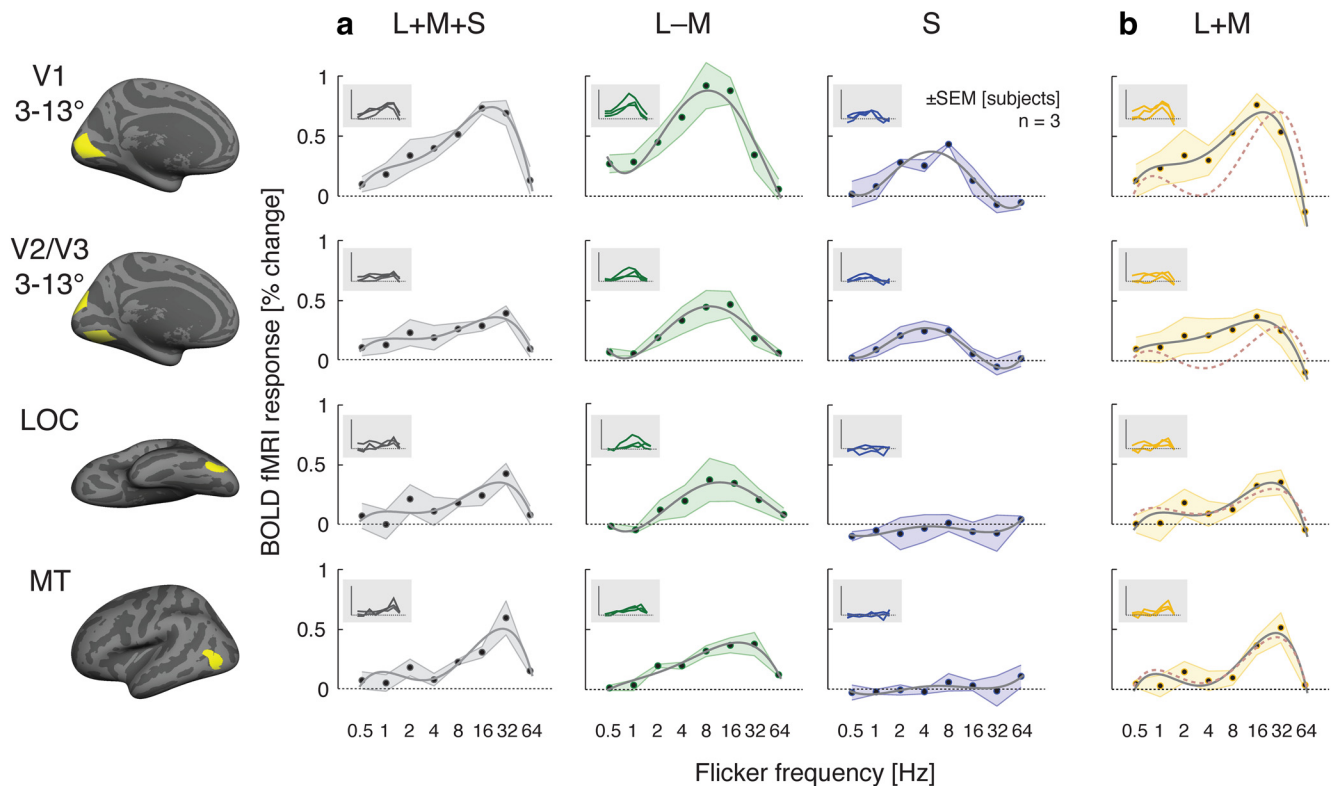 a L+M+S L–M S b L+M
V1
3-13°
±SEM [subjects]
n = 3
1
0.5
0
V2/V3
3-13°
1
0.5
0
LOC
1
0.5
0
MT
1
0.5
0
BOLD fMRI response [% change]
0.5 1 2 4 8 16 32 64 0.5 1 2 4 8 16 32 64 0.5 1 2 4 8 16 32 64 0.5 1 2 4 8 16 32 64
Flicker frequency [Hz]